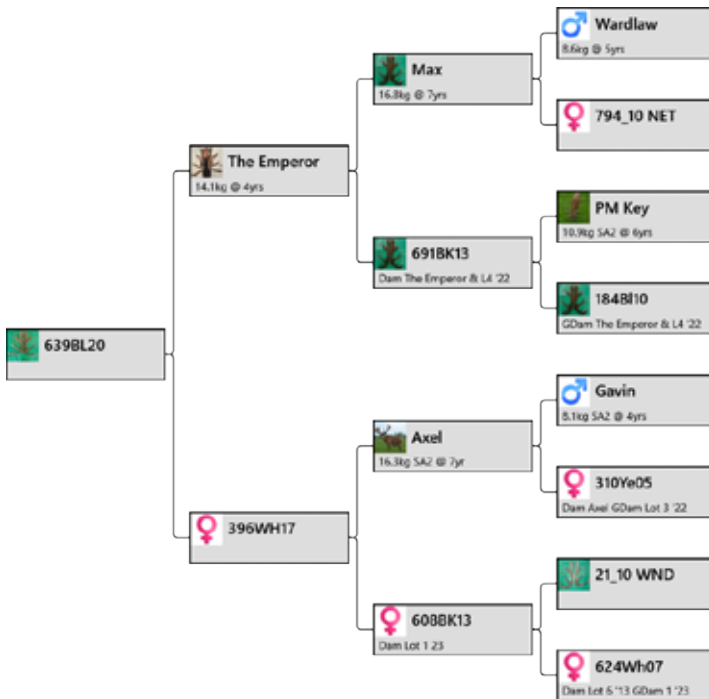 Wardlaw
8.6kg @ 5yrs
Max
16.8kg @ 7yrs
794_10 NET
The Emperor
14.1kg @ 4yrs
PM Key
10.9kg SA2 @ 6yrs
691BK13
Dam The Emperor & L4 '22
184Bl10
GDam The Emperor & L4 '22
639BL20
Gavin
8.1kg SA2 @ 4yrs
Axel
16.3kg SA2 @ 7yr
310Ye05
Dam Axel GDam Lot 3 '22
396WH17
21_10 WND
608BK13
Dam Lot 1 23
624Wh07
Dam Lot 6 '13 GDam 1 '23